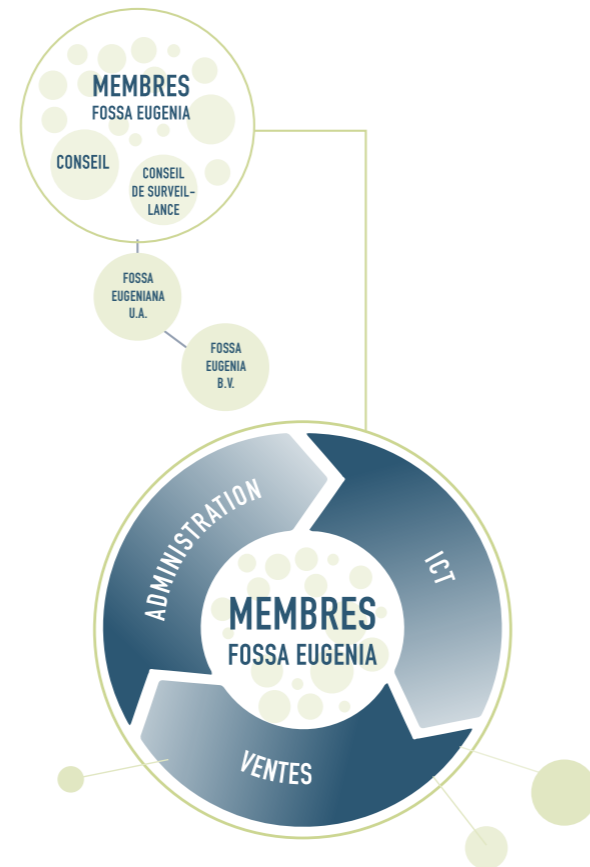 MEMBRES
FOSSA EUGENIA
CONSEIL
CONSEIL
DE SURVEIL-
LANCE
FOSSA
EUGENIANA
U.A.
FOSSA
EUGENIA
B.V.
ADMINISTRATION
ICT
MEMBRES
FOSSA EUGENIA
VENTES